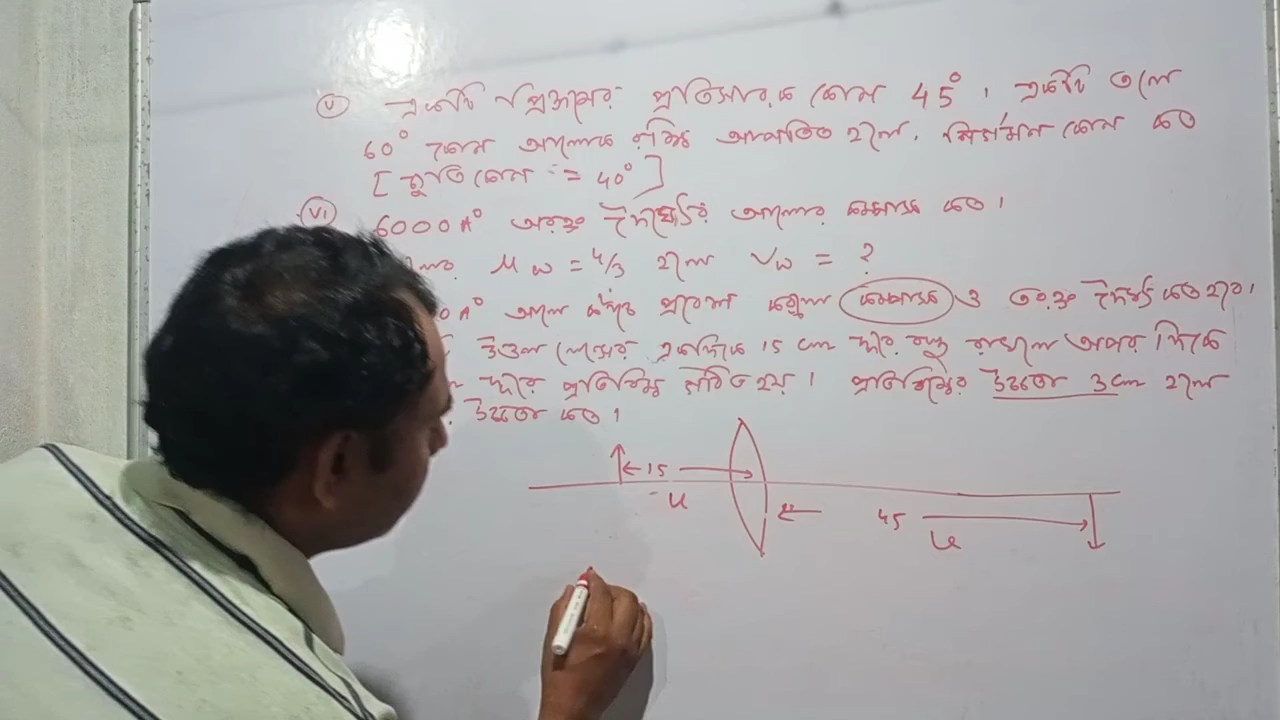 ⓥ একটি প্রিজমের প্রতিসারক কোন 45°। একটি তলে
60° কোন আলোক রশ্মি আপতিত হলে. নির্গমন কোন কত
[চ্যুতি কোন = 40°]
ⓥⓘ 6000A° তরঙ্গ দৈর্ঘ্যের আলোর কম্পাঙ্ক কত।
μw = 4/3 হলে Vw = ?
0A° আলো কাঁচে প্রবেশ করলে কম্পাঙ্ক ও তরঙ্গ দৈর্ঘ্য কত হবে।
উত্তল লেন্সের একদিকে 15 cm দূরে বস্তু রাখলে অপর দিকে
দূরে প্রতিবিম্ব গঠিত হয়। প্রতিবিম্বের উচ্চতা 3cm হলে
উচ্চতা কত।
15
-u
45
v